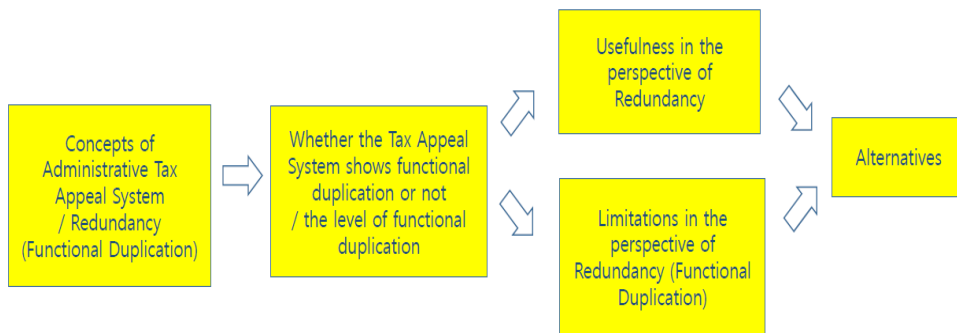 Concepts of
Administrative Tax
Appeal System
/ Redundancy
(Functional Duplication)
Whether the Tax Appeal
System shows functional
duplication or not
/ the level of functional
duplication
Usefulness in the
perspective of
Redundancy
Limitations in the
perspective of
Redundancy (Functional
Duplication)
Alternatives